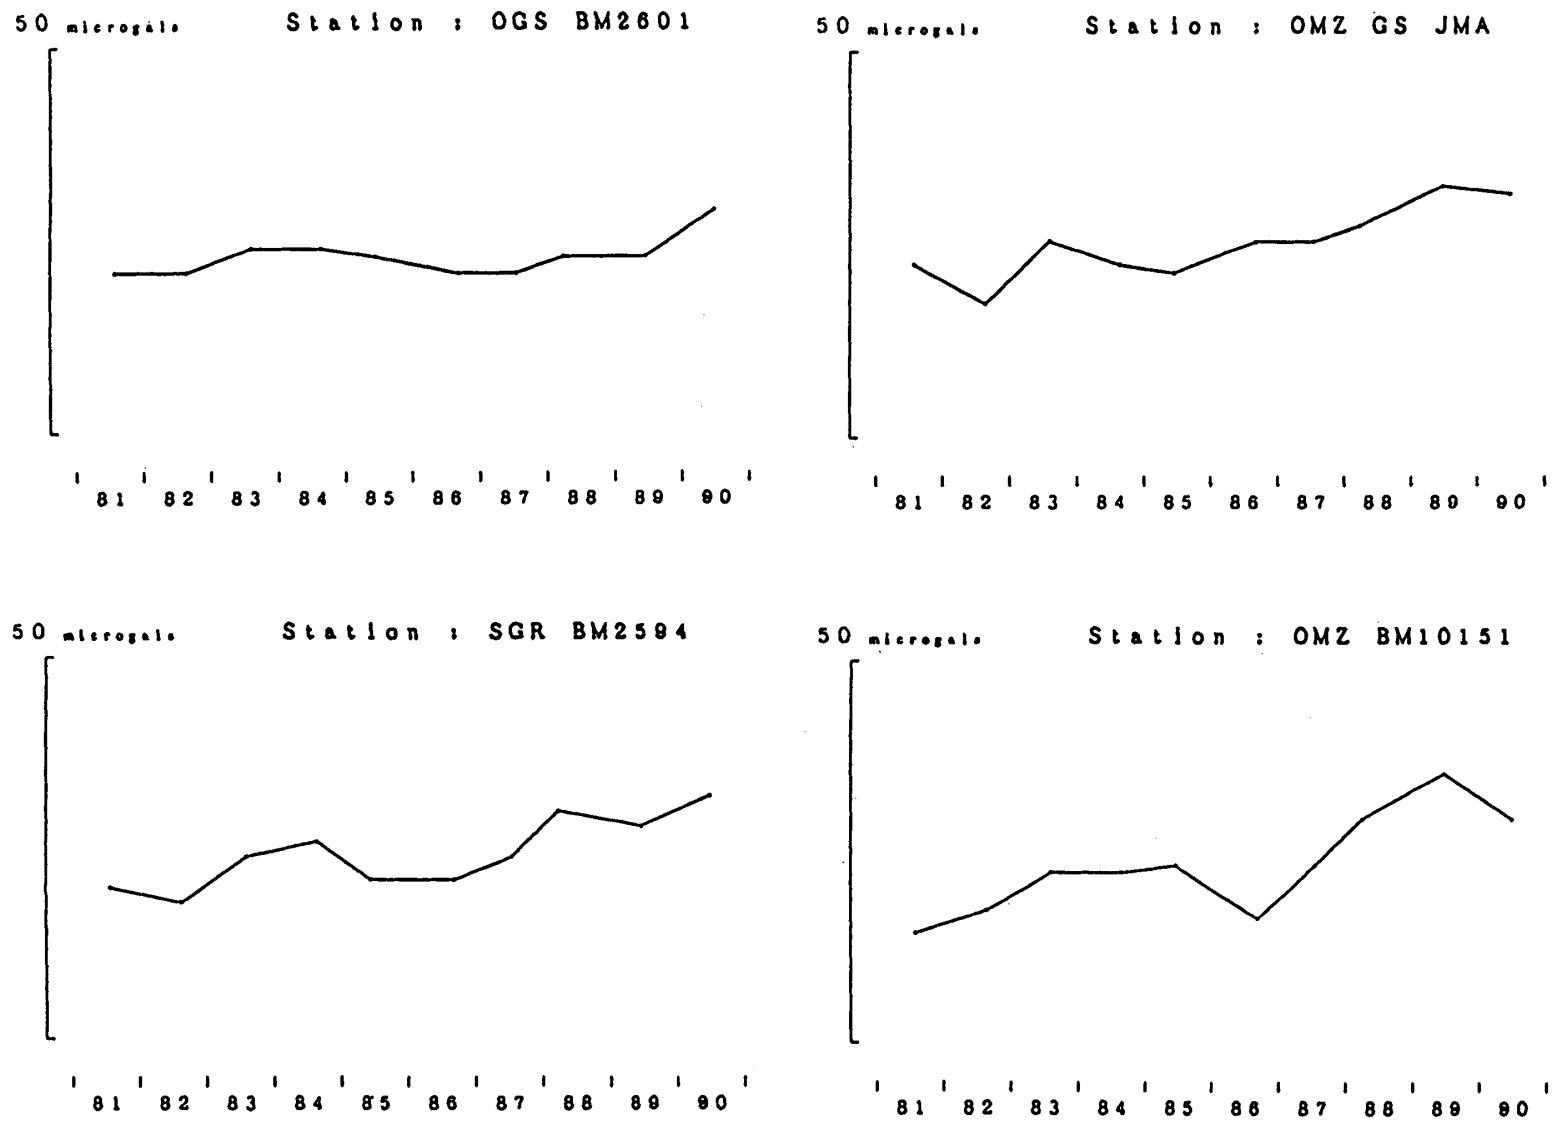 50 microgals Station : OGS BM2601
81 82 83 84 85 86 87 88 89 90
50 microgals Station : OMZ GS JMA
81 82 83 84 85 86 87 88 89 90
50 microgals Station : SGR BM2594
81 82 83 84 85 86 87 88 89 90
50 microgals Station : OMZ BM10151
81 82 83 84 85 86 87 88 89 90